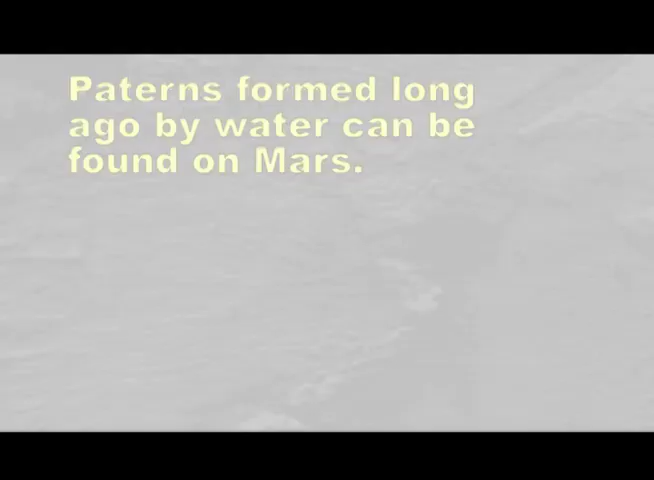 Paterns formed long
ago by water can be
found on Mars.